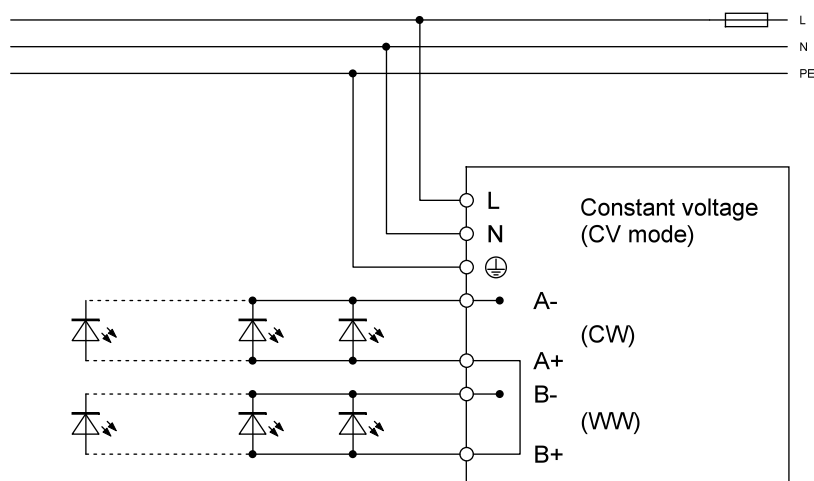 L
N
PE
L
Constant voltage
N
(CV mode)
A-
(CW)
A+
B-
(WW)
B+